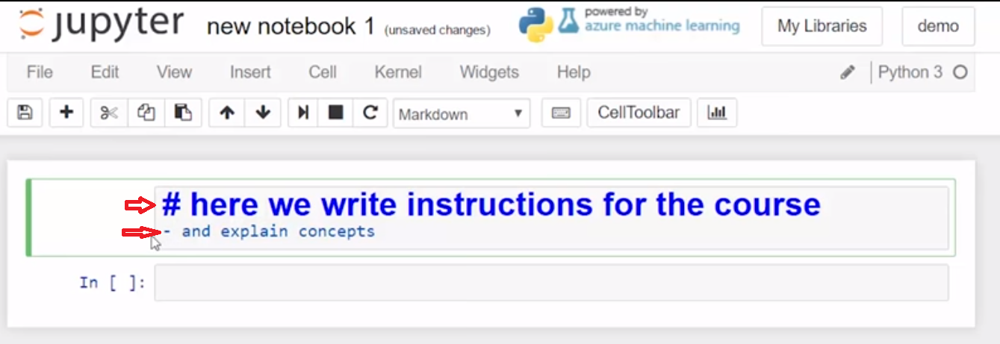 jupyter new notebook 1 (unsaved changes) powered by
azure machine learning My Libraries demo
File Edit View Insert Cell Kernel Widgets Help Python 3
Markdown CellToolbar
# here we write instructions for the course
- and explain concepts
In [ ]: